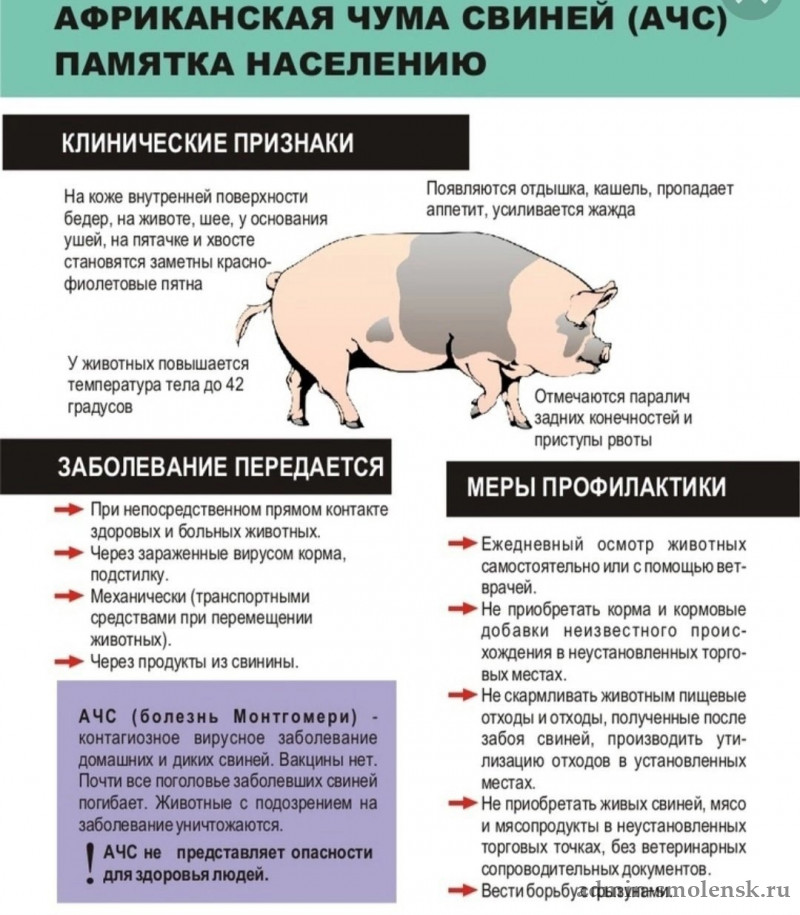 АФРИКАНСКАЯ ЧУМА СВИНЕЙ (АЧС)
ПАМЯТКА НАСЕЛЕНИЮ
КЛИНИЧЕСКИЕ ПРИЗНАКИ
На коже внутренней поверхности
бедер, на животе, шее, у основания
ушей, на пятачке и хвосте
становятся заметны красно-
фиолетовые пятна
Появляются отдышка, кашель, пропадает
аппетит, усиливается жажда
У животных повышается
температура тела до 42
градусов
Отмечаются паралич
задних конечностей и
приступы рвоты
ЗАБОЛЕВАНИЕ ПЕРЕДАЕТСЯ
При непосредственном прямом контакте
здоровых и больных животных.
Через зараженные вирусом корма,
подстилку.
Механически (транспортными
средствами при перемещении
животных).
Через продукты из свинины.
АЧС (болезнь Монтгомери) -
контагиозное вирусное заболевание
домашних и диких свиней. Вакцины нет.
Почти все поголовье заболевших свиней
погибает. Животные с подозрением на
заболевание уничтожаются.
! АЧС не представляет опасности
для здоровья людей.
МЕРЫ ПРОФИЛАКТИКИ
Ежедневный осмотр животных
самостоятельно или с помощью вет-
врачей.
Не приобретать корма и кормовые
добавки неизвестного проис-
хождения в неустановленных торго-
вых местах.
Не скармливать животным пищевые
отходы и отходы, полученные после
забоя свиней, производить ути-
лизацию отходов в установленных
местах.
Не приобретать живых свиней, мясо
и мясопродукты в неустановленных
торговых точках, без ветеринарных
сопроводительных документов.
Вести борьбу с грызунами.
admin-smolensk.ru